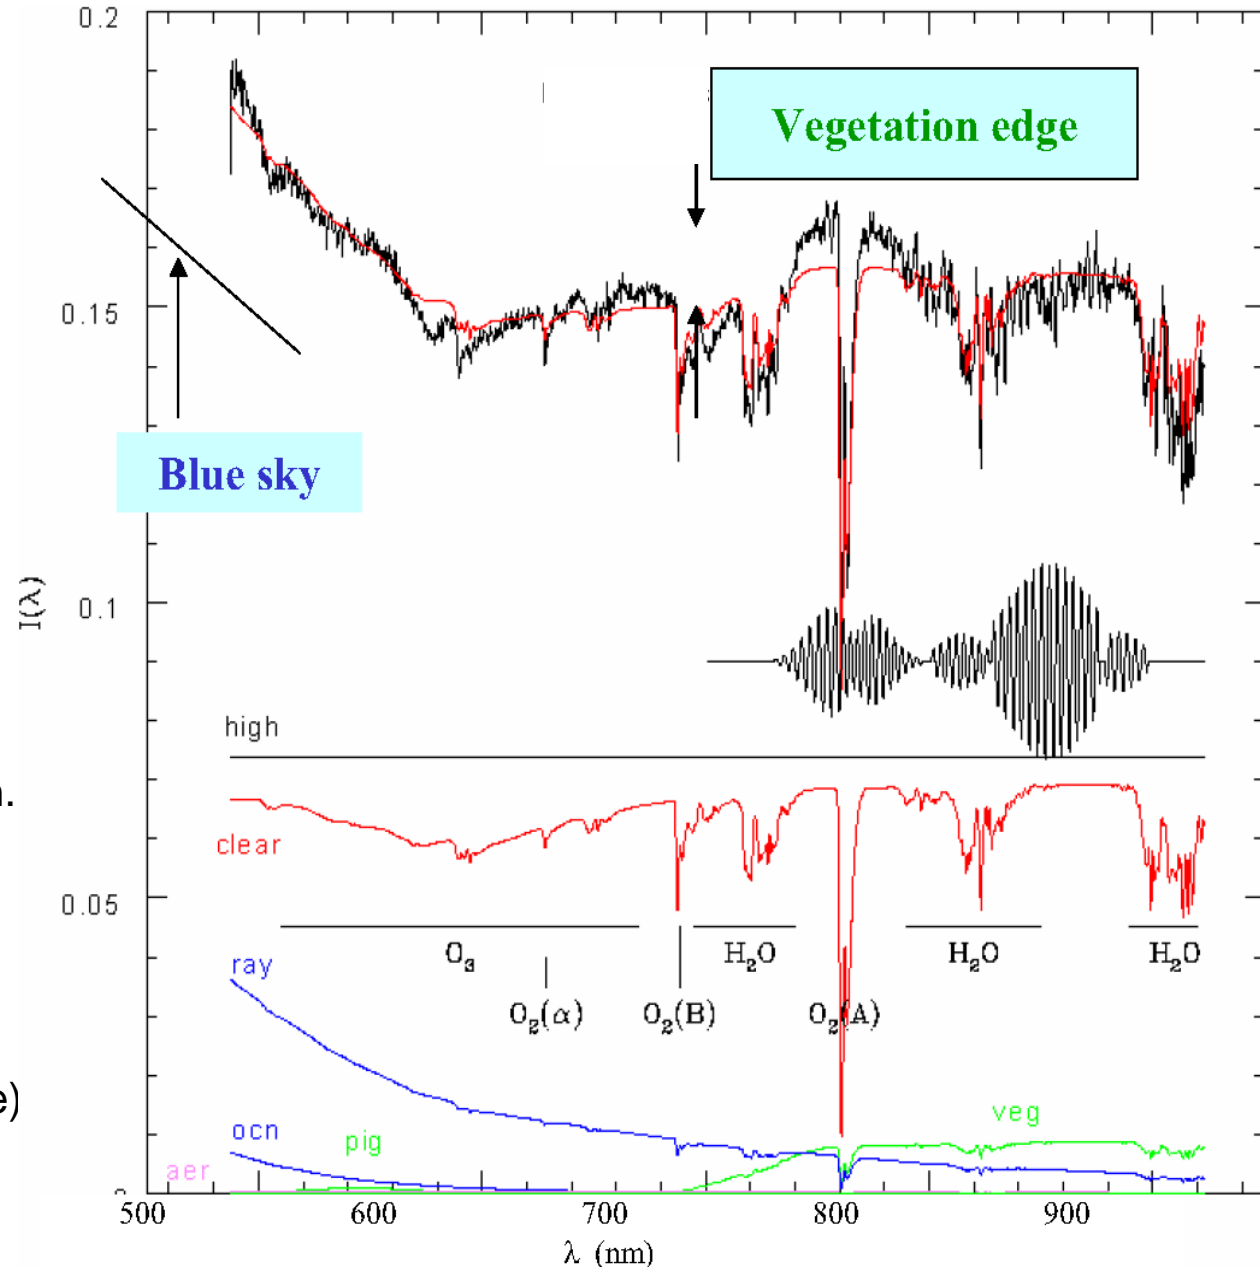 0.2
Vegetation edge
0.15
Blue sky
I(λ)
0.1
high
clear
0.05
O₃
H₂O
H₂O
H₂O
ray
O₂(α)
O₂(B)
O₂(A)
ocn
pig
veg
aer
500
600
700
800
900
λ (nm)